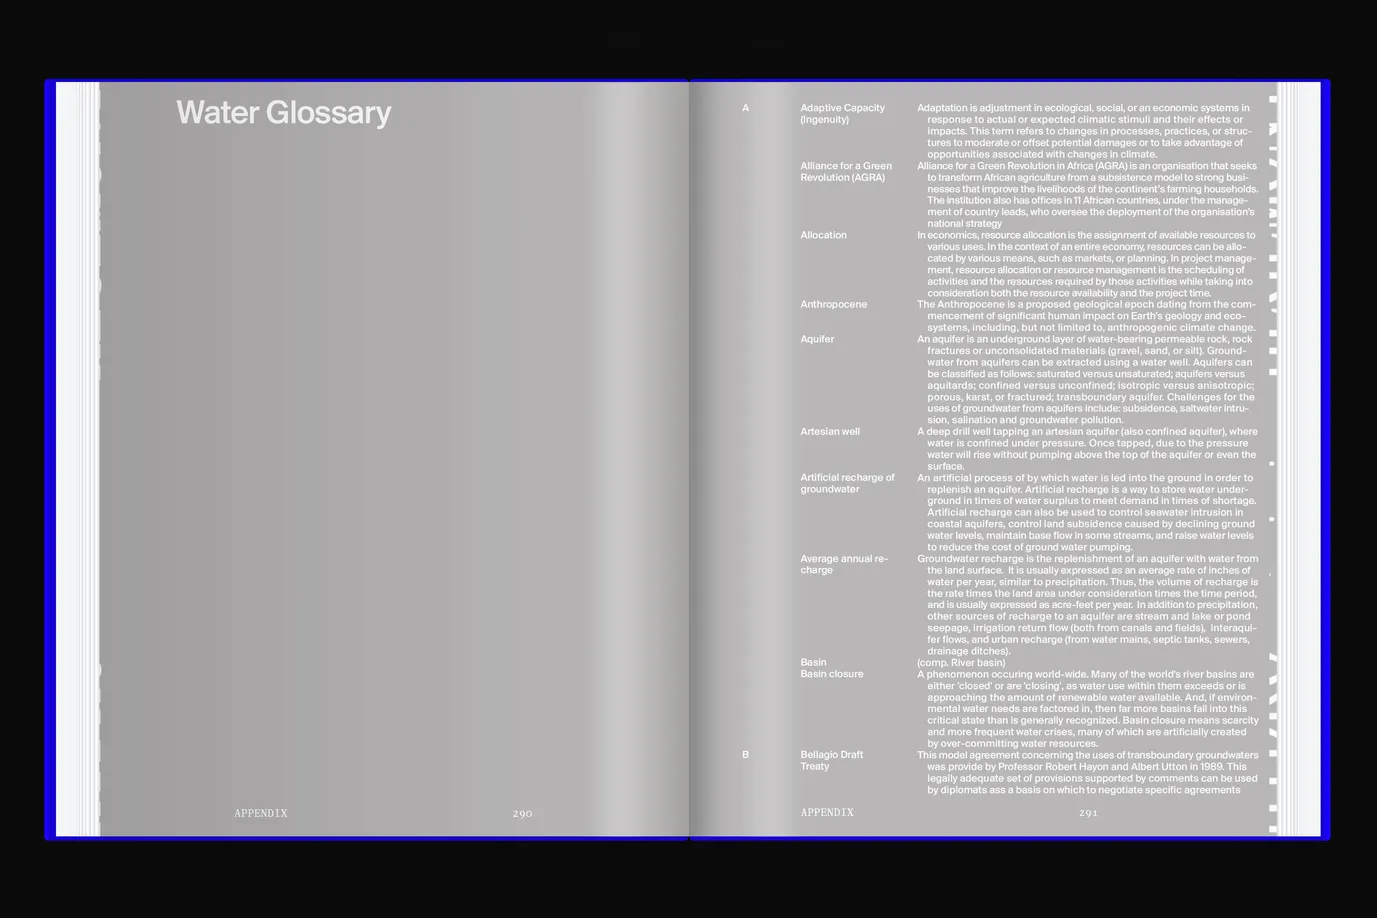 Water Glossary
APPENDIX
290
A
Adaptive Capacity
(Ingenuity)
Adaptation is adjustment in ecological, social, or an economic systems in
response to actual or expected climatic stimuli and their effects or
impacts. This term refers to changes in processes, practices, or struc-
tures to moderate or offset potential damages or to take advantage of
opportunities associated with changes in climate.
Alliance for a Green
Revolution (AGRA)
Alliance for a Green Revolution in Africa (AGRA) is an organisation that seeks
to transform African agriculture from a subsistence model to strong busi-
nesses that improve the livelihoods of the continent's farming households.
The institution also has offices in 11 African countries, under the manage-
ment of country leads, who oversee the deployment of the organisation's
national strategy
Allocation
In economics, resource allocation is the assignment of available resources to
various uses. In the context of an entire economy, resources can be allo-
cated by various means, such as markets, or planning. In project manage-
ment, resource allocation or resource management is the scheduling of
activities and the resources required by those activities while taking into
consideration both the resource availability and the project time.
Anthropocene
The Anthropocene is a proposed geological epoch dating from the com-
mencement of significant human impact on Earth's geology and eco-
systems, including, but not limited to, anthropogenic climate change.
Aquifer
An aquifer is an underground layer of water-bearing permeable rock, rock
fractures or unconsolidated materials (gravel, sand, or silt). Ground-
water from aquifers can be extracted using a water well. Aquifers can
be classified as follows: saturated versus unsaturated; aquifers versus
aquitards; confined versus unconfined; isotropic versus anisotropic;
porous, karst, or fractured; transboundary aquifer. Challenges for the
uses of groundwater from aquifers include: subsidence, saltwater intru-
sion, salination and groundwater pollution.
Artesian well
A deep drill well tapping an artesian aquifer (also confined aquifer), where
water is confined under pressure. Once tapped, due to the pressure
water will rise without pumping above the top of the aquifer or even the
surface.
Artificial recharge of
groundwater
An artificial process of by which water is led into the ground in order to
replenish an aquifer. Artificial recharge is a way to store water under-
ground in times of water surplus to meet demand in times of shortage.
Artificial recharge can also be used to control seawater intrusion in
coastal aquifers, control land subsidence caused by declining ground
water levels, maintain base flow in some streams, and raise water levels
to reduce the cost of ground water pumping.
Average annual re-
charge
Groundwater recharge is the replenishment of an aquifer with water from
the land surface. It is usually expressed as an average rate of inches of
water per year, similar to precipitation. Thus, the volume of recharge is
the rate times the land area under consideration times the time period,
and is usually expressed as acre-feet per year. In addition to precipitation,
other sources of recharge to an aquifer are stream and lake or pond
seepage, irrigation return flow (both from canals and fields), interaqui-
fer flows, and urban recharge (from water mains, septic tanks, sewers,
drainage ditches).
Basin
(comp. River basin)
Basin closure
A phenomenon occuring world-wide. Many of the world's river basins are
either 'closed' or are 'closing', as water use within them exceeds or is
approaching the amount of renewable water available. And, if environ-
mental water needs are factored in, then far more basins fall into this
critical state than is generally recognized. Basin closure means scarcity
and more frequent water crises, many of which are artificially created
by over-committing water resources.
B
Bellagio Draft
Treaty
This model agreement concerning the uses of transboundary groundwaters
was provide by Professor Robert Hayon and Albert Utton in 1989. This
legally adequate set of provisions supported by comments can be used
by diplomats ass a basis on which to negotiate specific agreements
APPENDIX
291